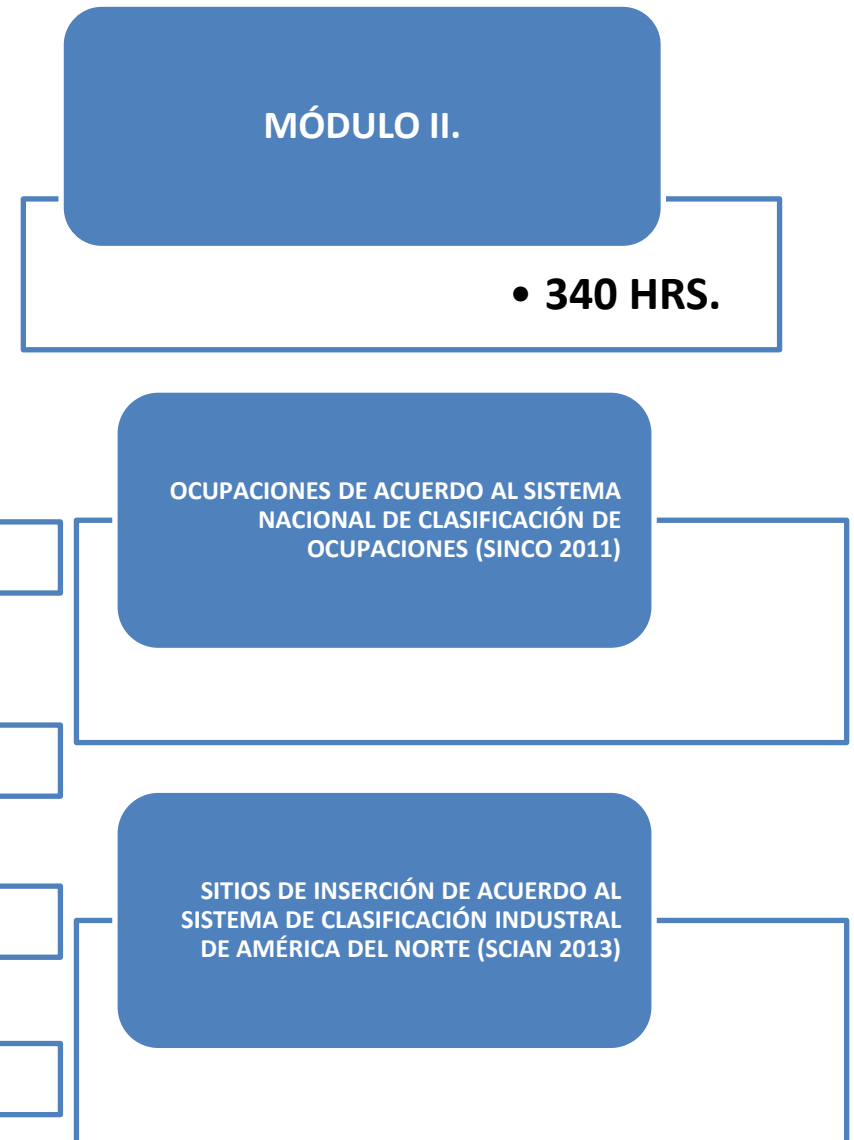 MÓDULO II.
• 340 HRS.
OCUPACIONES DE ACUERDO AL SISTEMA
NACIONAL DE CLASIFICACIÓN DE
OCUPACIONES (SINCO 2011)
SITIOS DE INSERCIÓN DE ACUERDO AL
SISTEMA DE CLASIFICACIÓN INDUSTRAL
DE AMÉRICA DEL NORTE (SCIAN 2013)